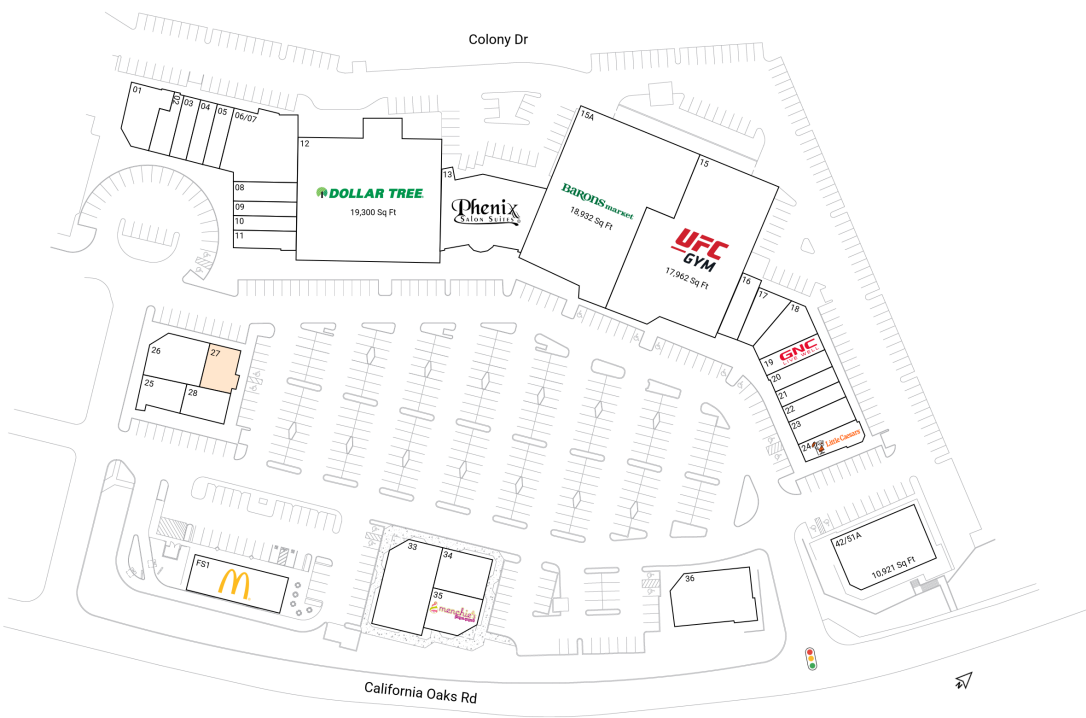 Colony Dr
01
02
03
04
05
06/07
08
09
10
11
12
DOLLAR TREE
19,300 Sq Ft
13
Phenix
SALON SUITES
15A
BARONS market
18,932 Sq Ft
15
UFC
GYM
17,962 Sq Ft
16
17
18
19
GNC
LIVE WELL
20
21
22
23
24
Little Caesars
26
27
25
28
FS1
33
34
35
menchie's
36
42/51A
10,921 Sq Ft
California Oaks Rd